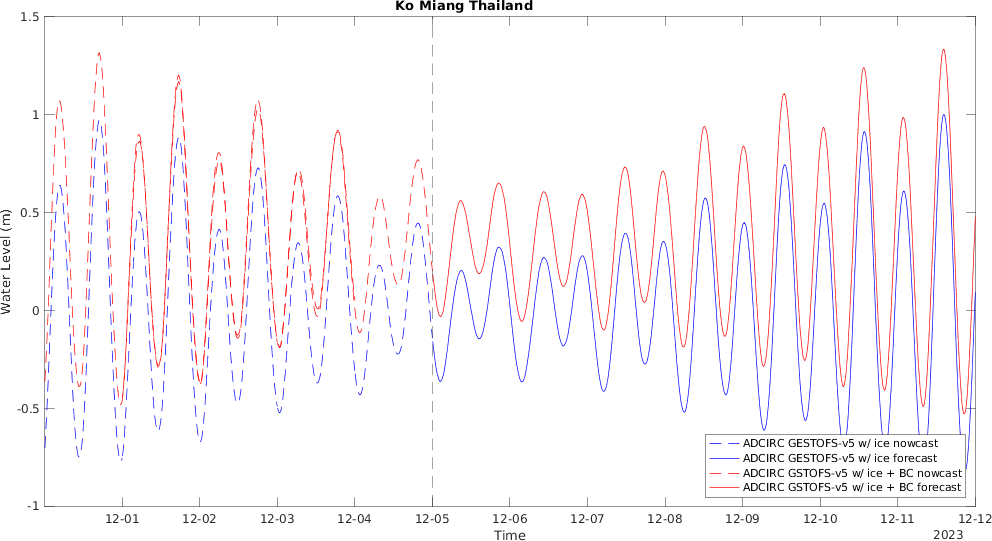 Ko Miang Thailand
1.5
1
0.5
0
-0.5
-1
Water Level (m)
ADCIRC GESTOFS-v5 w/ ice nowcast
ADCIRC GESTOFS-v5 w/ ice forecast
ADCIRC GSTOFS-v5 w/ ice + BC nowcast
ADCIRC GSTOFS-v5 w/ ice + BC forecast
12-01 12-02 12-03 12-04 12-05 12-06 12-07 12-08 12-09 12-10 12-11 12-12
Time
2023